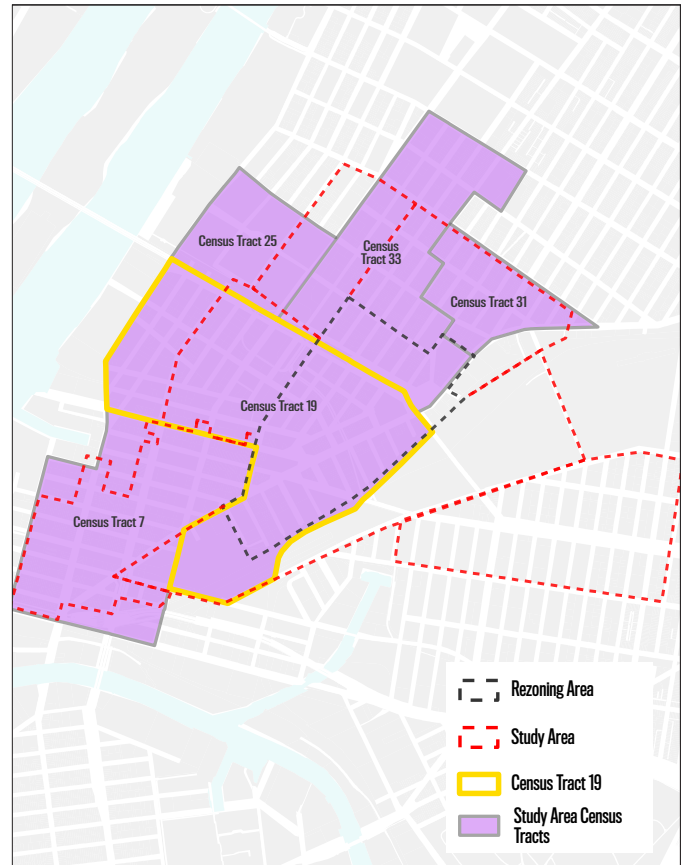 Census Tract 25
Census
Tract
33
Census Tract 31
Census Tract 19
Census Tract 7
Rezoning Area
Study Area
Census Tract 19
Study Area Census
Tracts